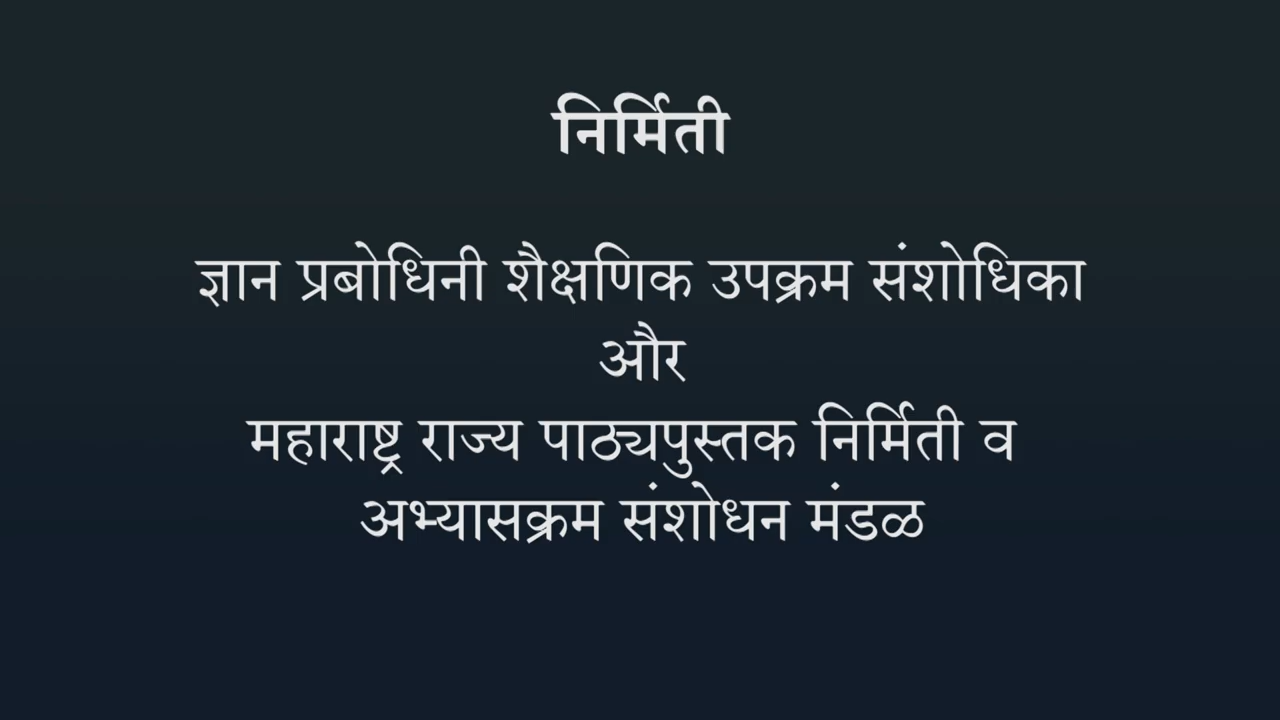 निर्मिती
ज्ञान प्रबोधिनी शैक्षणिक उपक्रम संशोधिका
और
महाराष्ट्र राज्य पाठ्यपुस्तक निर्मिती व
अभ्यासक्रम संशोधन मंडळ